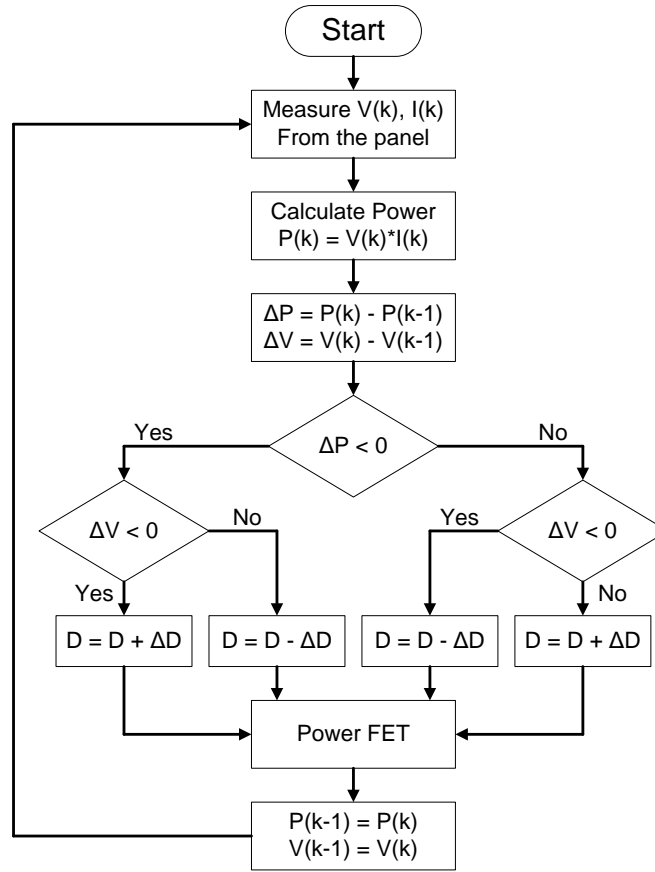 Start
Measure V(k), I(k)
From the panel
Calculate Power
P(k) = V(k)*I(k)
ΔP = P(k) - P(k-1)
ΔV = V(k) - V(k-1)
Yes
ΔP < 0
No
ΔV < 0
No
Yes
ΔV < 0
Yes
No
D = D + ΔD
D = D - ΔD
D = D - ΔD
D = D + ΔD
Power FET
P(k-1) = P(k)
V(k-1) = V(k)